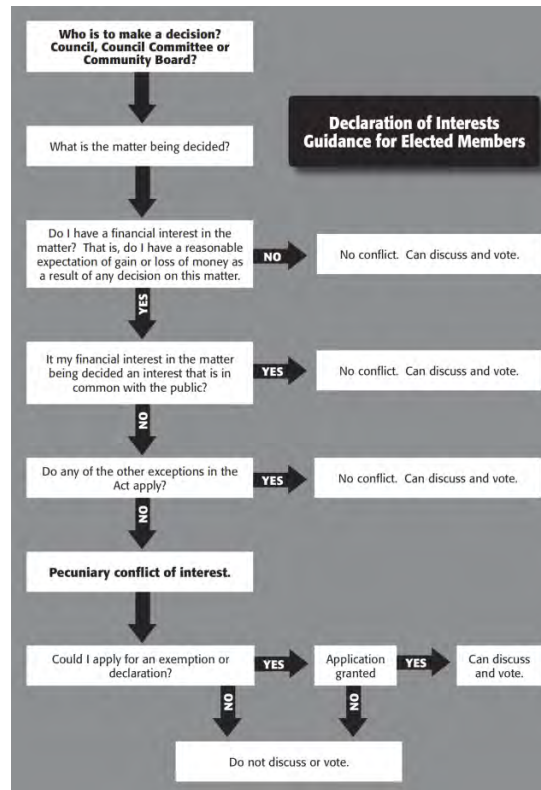 Who is to make a decision?
Council, Council Committee or
Community Board?
Declaration of Interests
Guidance for Elected Members
What is the matter being decided?
Do I have a financial interest in the
matter? That is, do I have a reasonable
expectation of gain or loss of money as
a result of any decision on this matter.
NO
No conflict. Can discuss and vote.
YES
It my financial interest in the matter
being decided an interest that is in
common with the public?
YES
No conflict. Can discuss and vote.
NO
Do any of the other exceptions in the
Act apply?
YES
No conflict. Can discuss and vote.
NO
Pecuniary conflict of interest.
Could I apply for an exemption or
declaration?
YES
Application
granted
YES
Can discuss
and vote.
NO
NO
Do not discuss or vote.